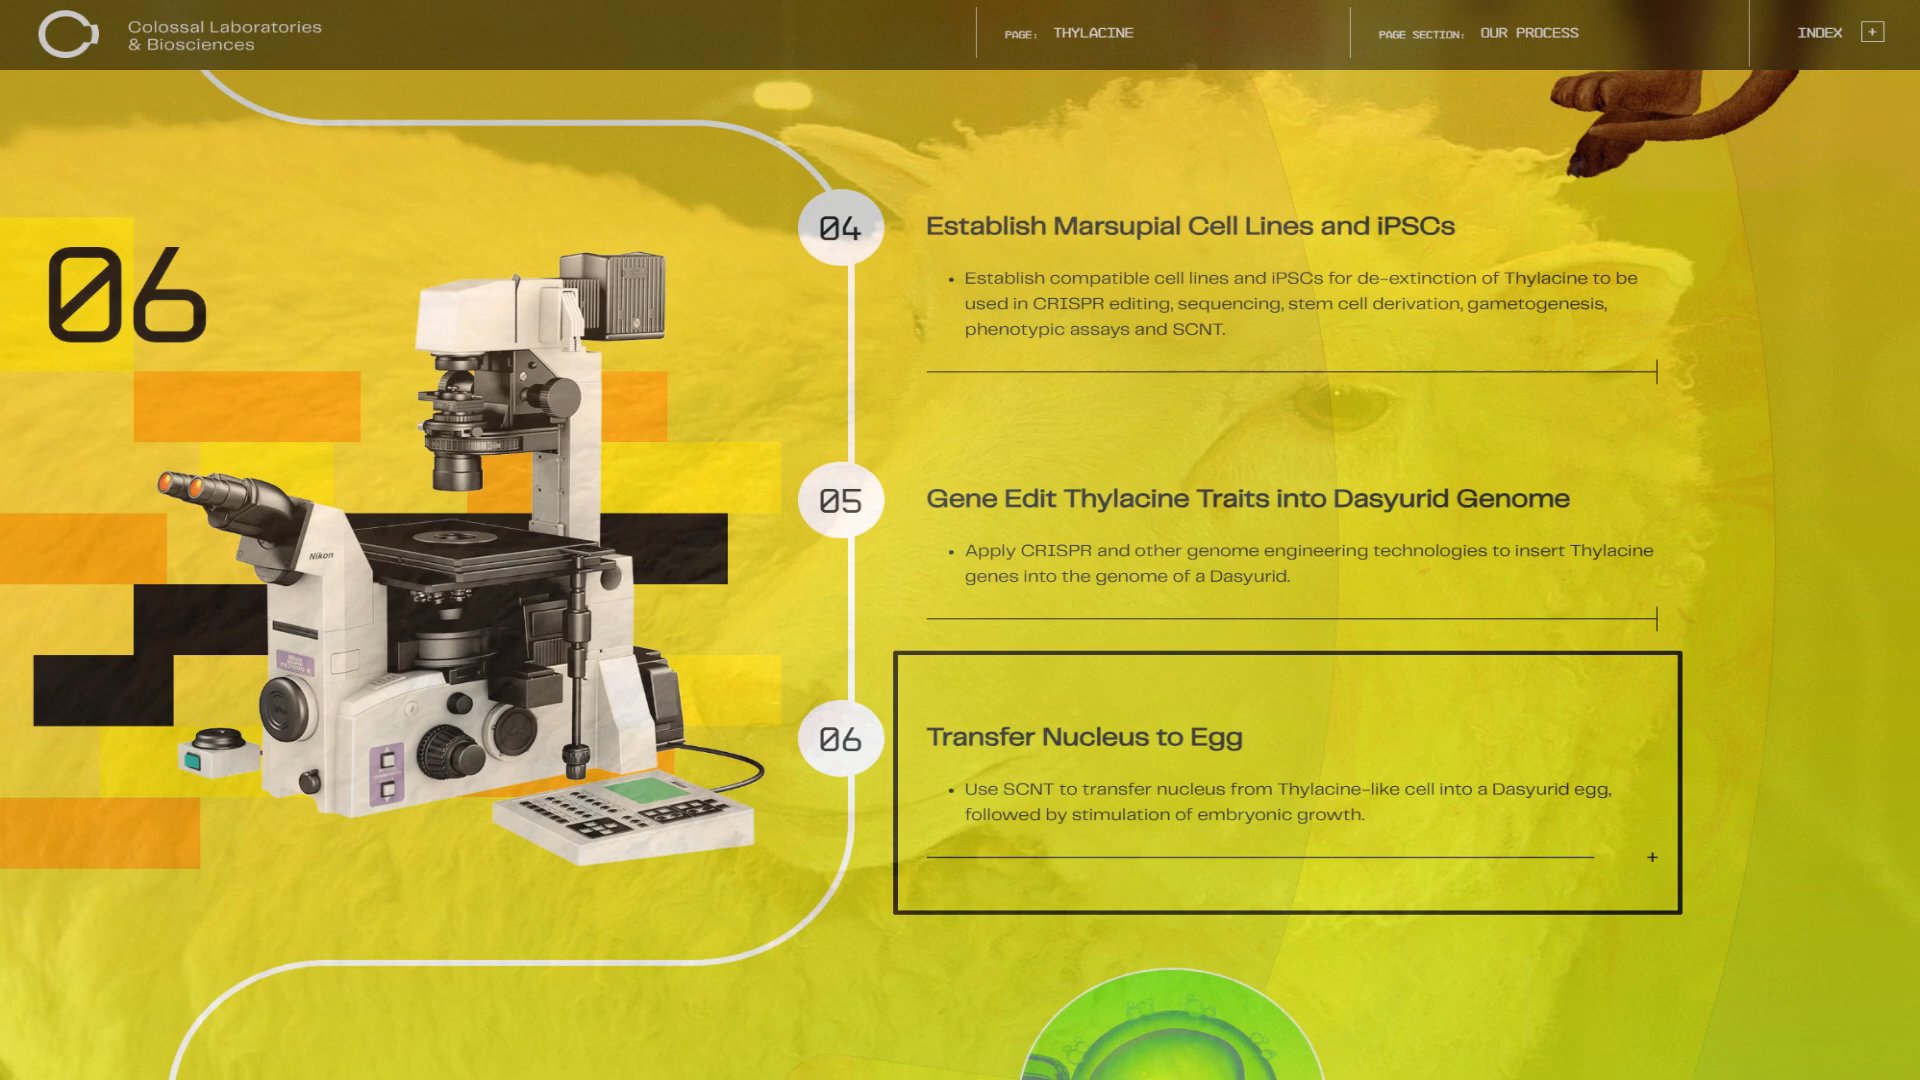 Colossal Laboratories
& Biosciences
PAGE: THYLACINE
PAGE SECTION: OUR PROCESS
INDEX +
06
04
Establish Marsupial Cell Lines and iPSCs
• Establish compatible cell lines and iPSCs for de-extinction of Thylacine to be
used in CRISPR editing, sequencing, stem cell derivation, gametogenesis,
phenotypic assays and SCNT.
05
Gene Edit Thylacine Traits into Dasyurid Genome
• Apply CRISPR and other genome engineering technologies to insert Thylacine
genes into the genome of a Dasyurid.
Nikon
06
Transfer Nucleus to Egg
• Use SCNT to transfer nucleus from Thylacine-like cell into a Dasyurid egg,
followed by stimulation of embryonic growth.
+